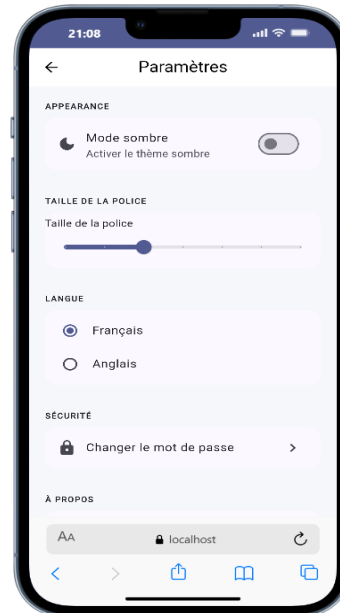 21:08
Paramètres
APPEARANCE
Mode sombre
Activer le thème sombre
TAILLE DE LA POLICE
Taille de la police
LANGUE
Français
Anglais
SÉCURITÉ
Changer le mot de passe
À PROPOS
AA localhost